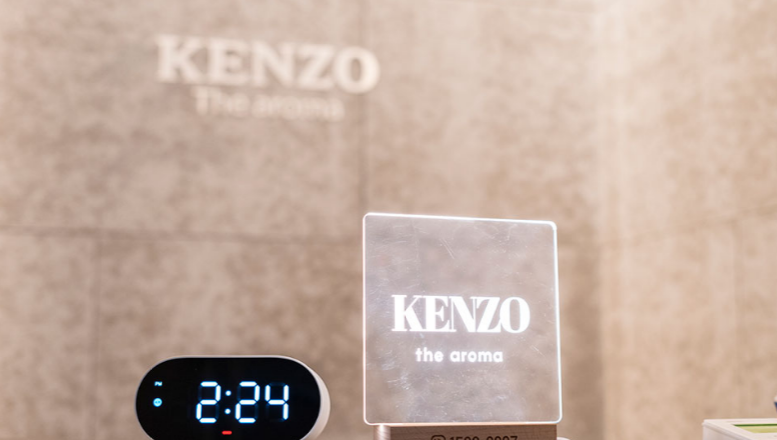 KENZO
The aroma
KENZO
the aroma
2:24